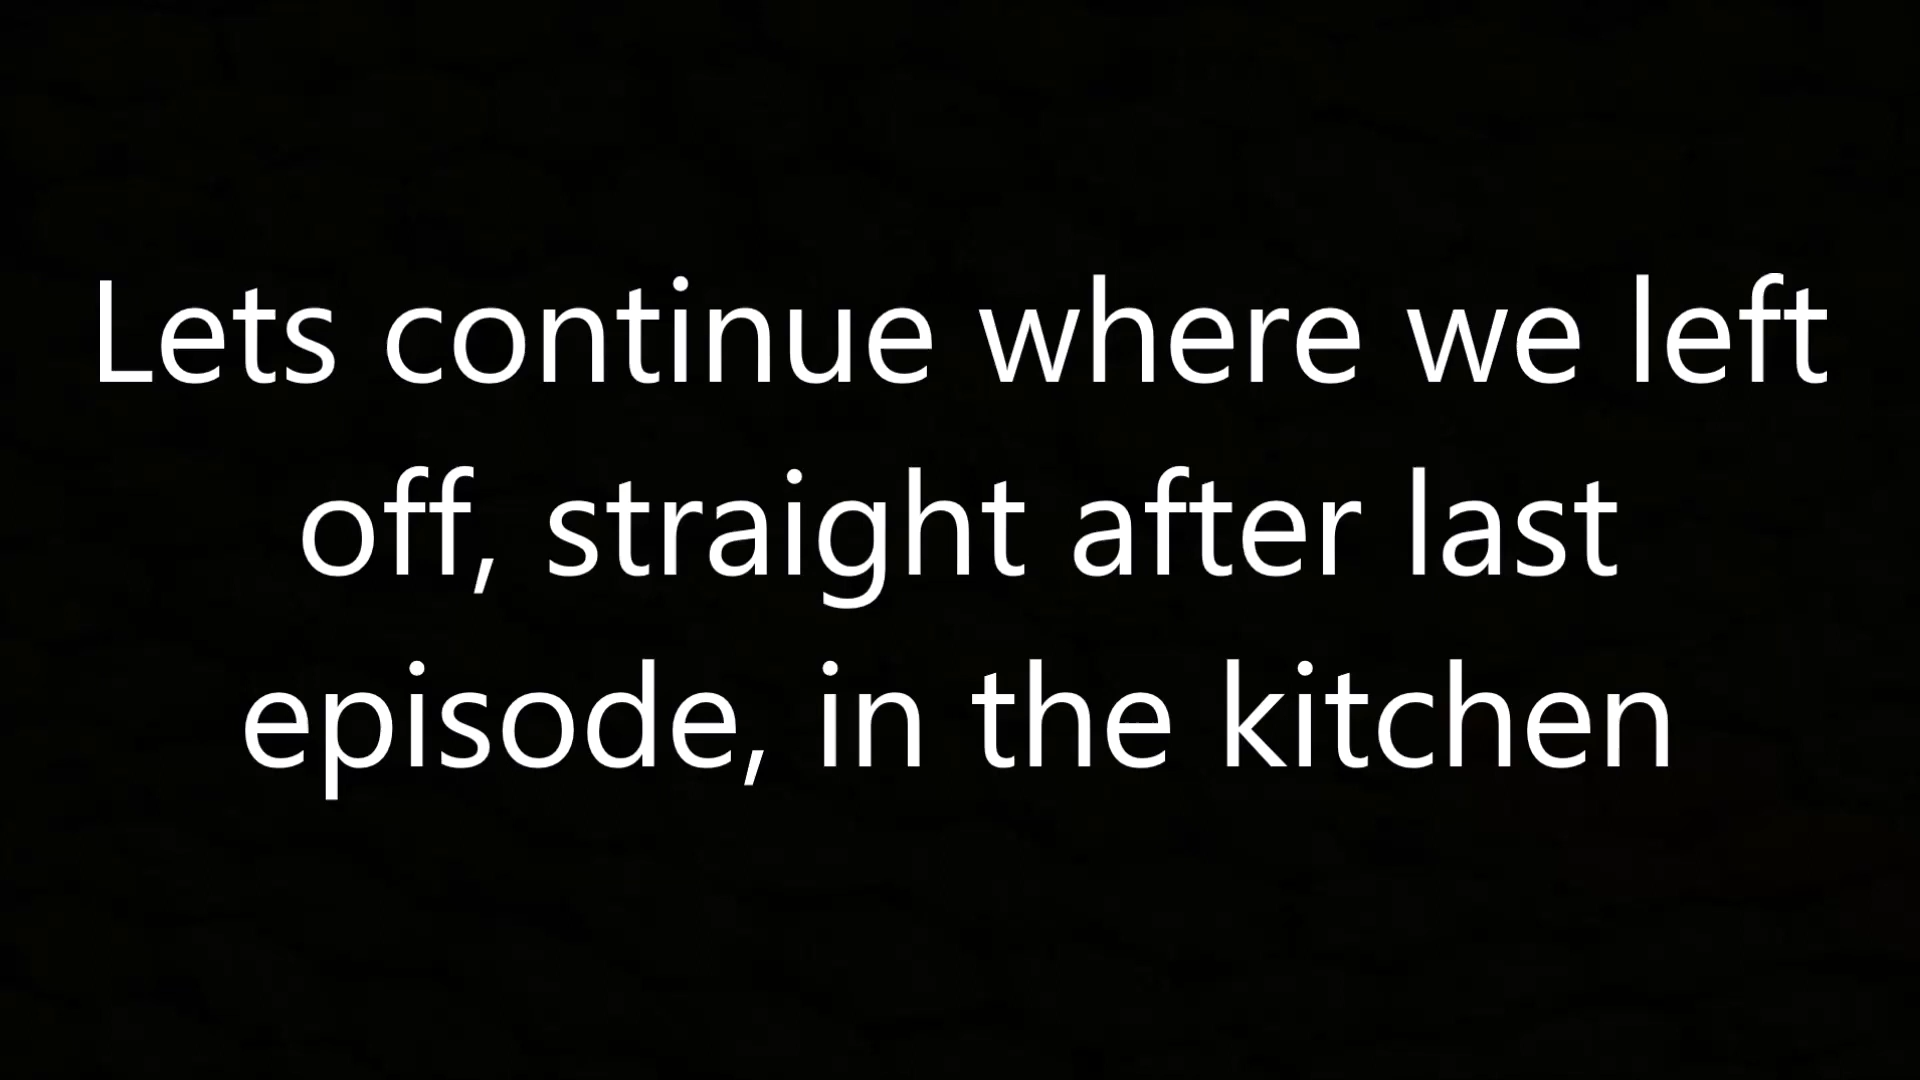 Lets continue where we left
off, straight after last
episode, in the kitchen